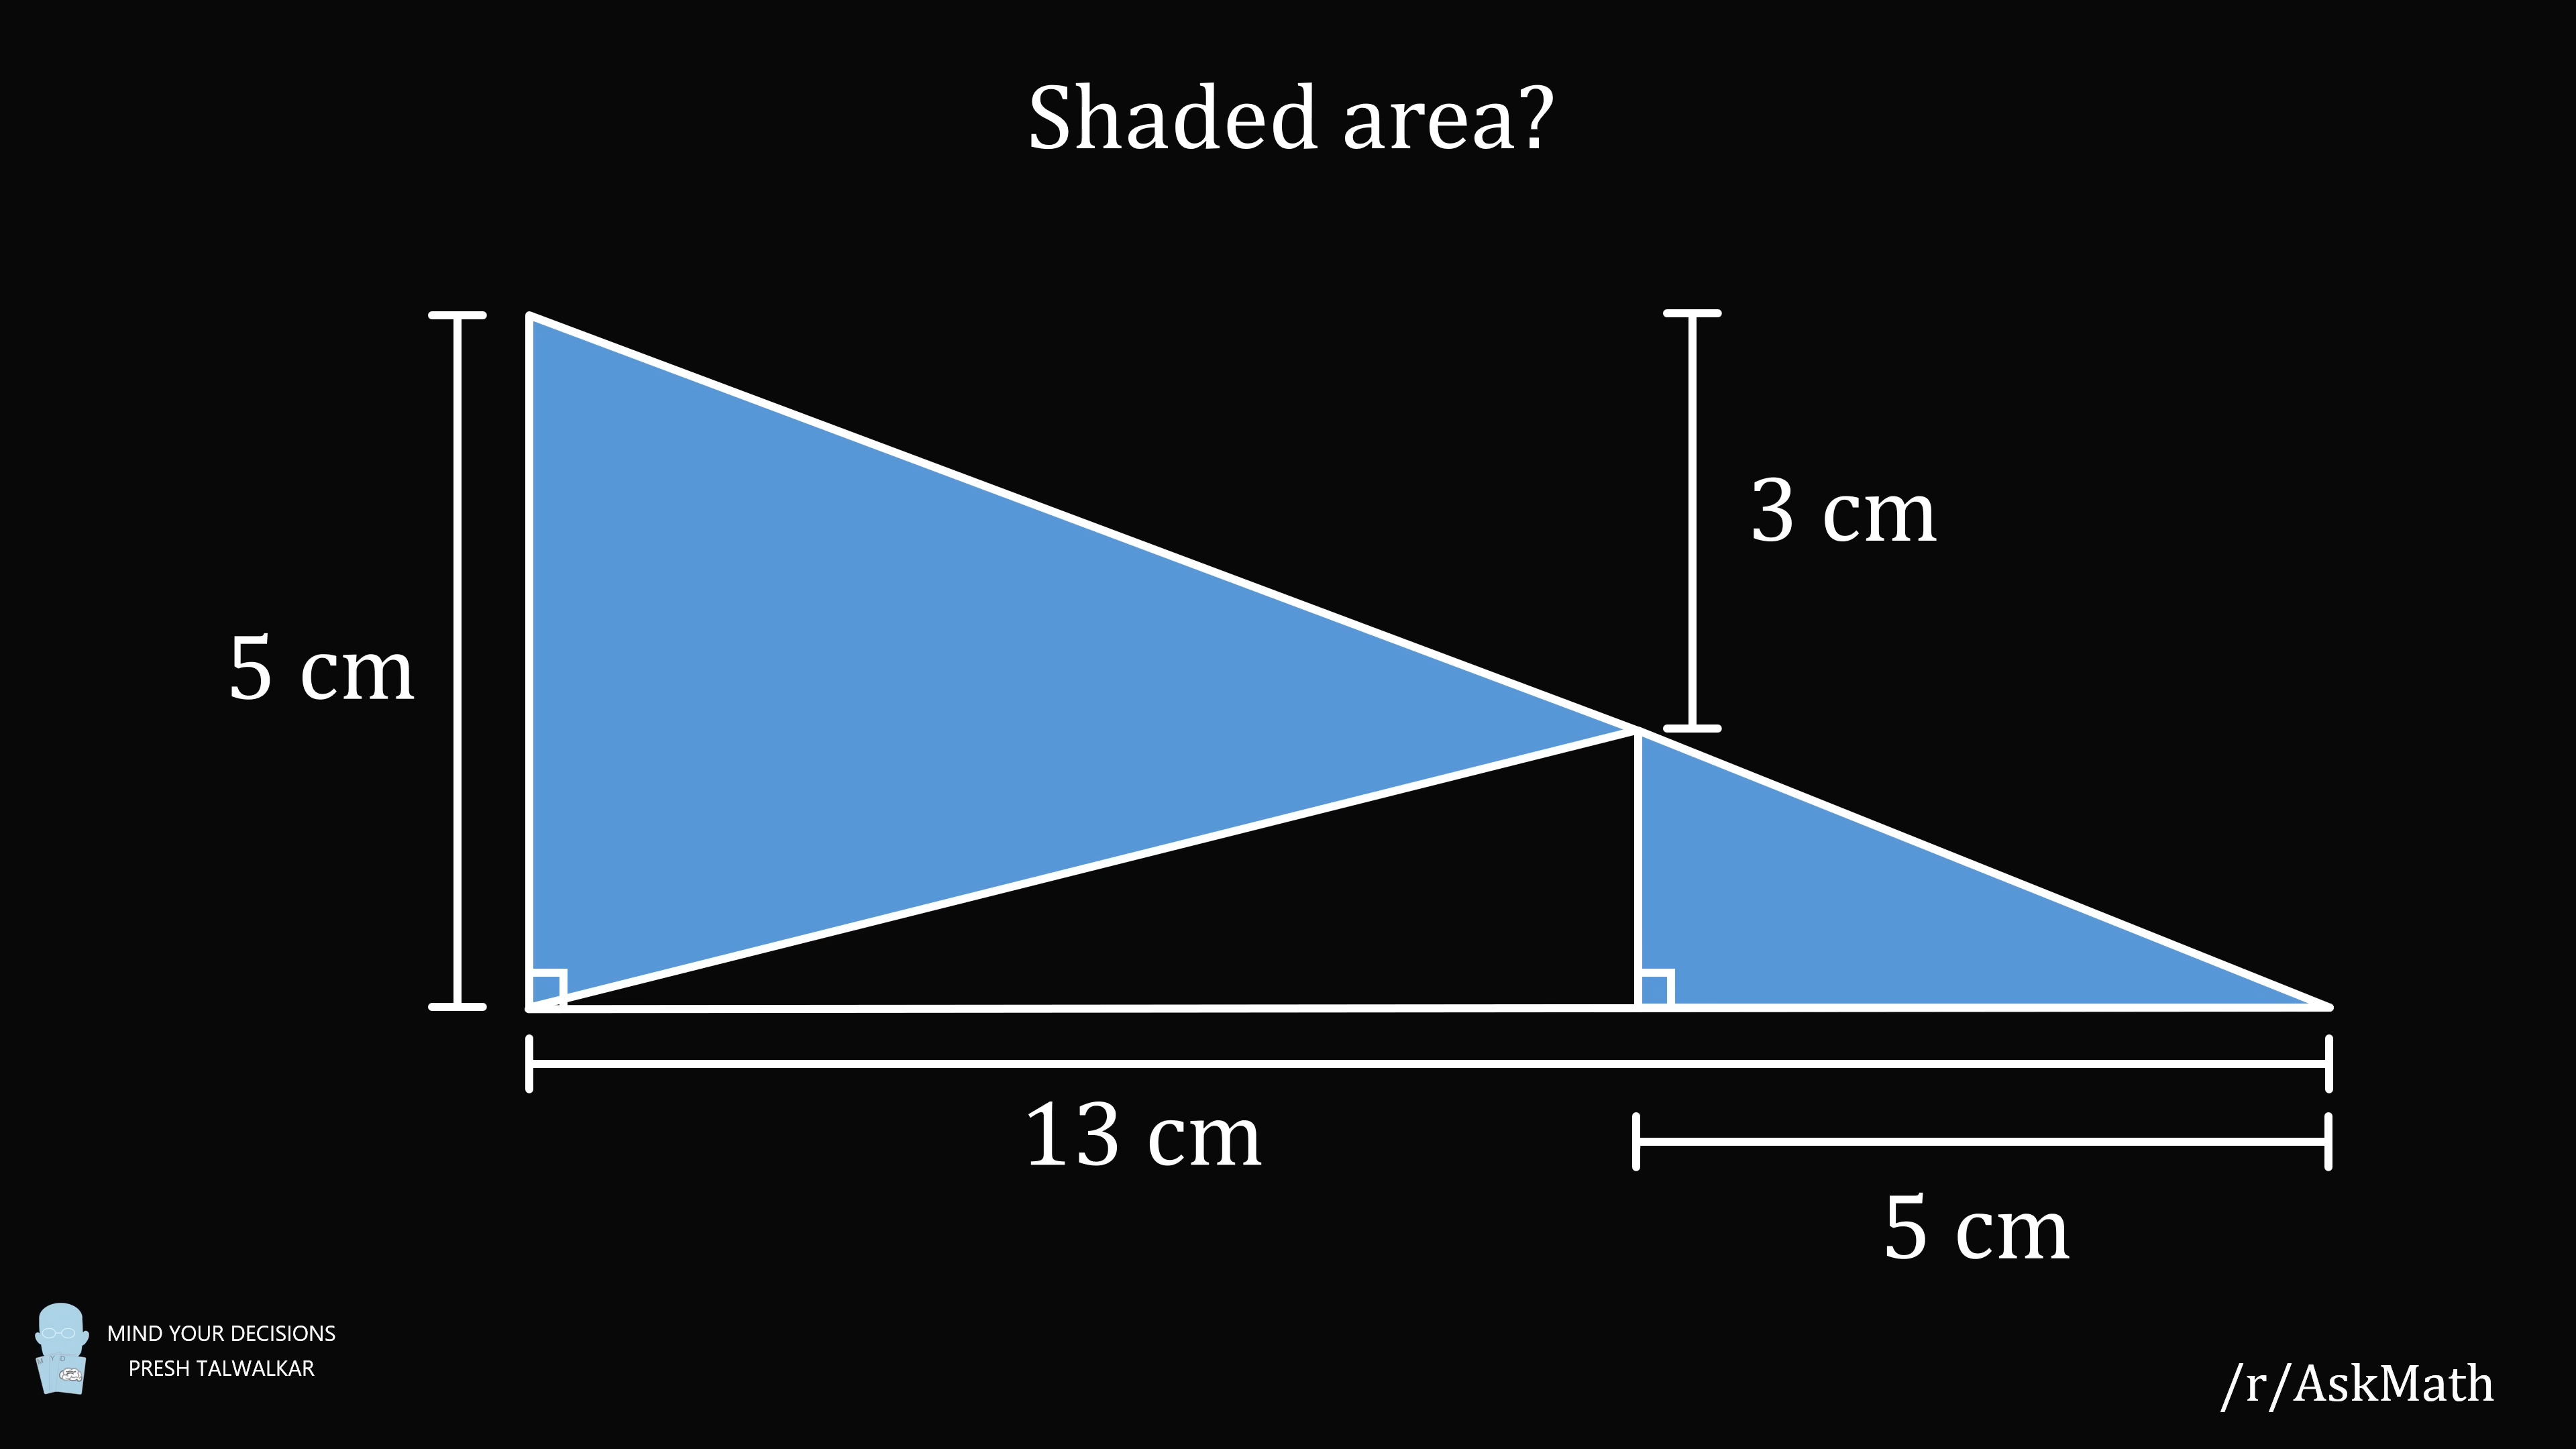 Shaded area?
3 cm
5 cm
13 cm
5 cm
MIND YOUR DECISIONS
PRESH TALWALKAR
/r/AskMath